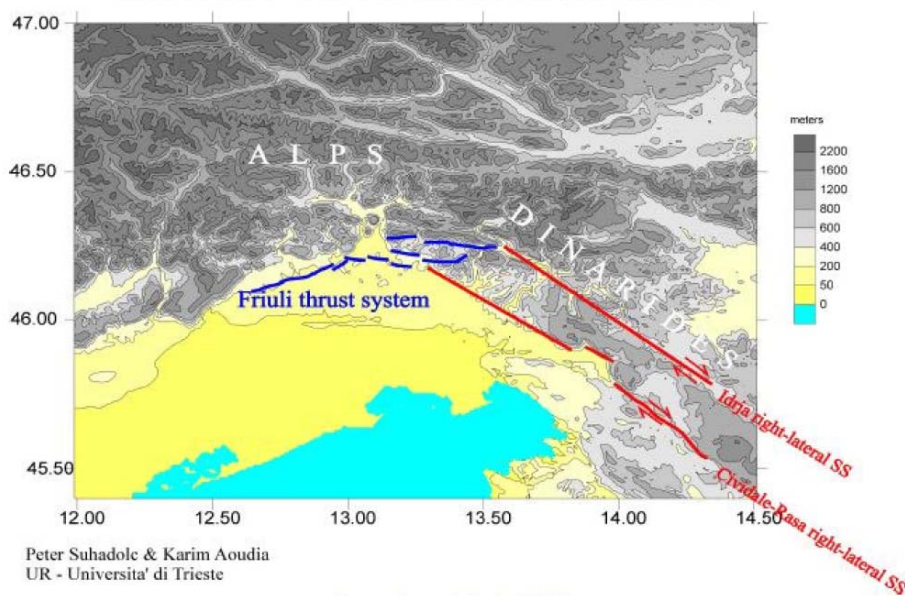 47.00
46.50
46.00
45.50
12.00
12.50
13.00
13.50
14.00
14.50
meters
2200
1600
1200
800
600
400
200
50
0
ALPS
DINARIDES
Friuli thrust system
Idrja right-lateral SS
Cividale-Rasa right-lateral SS
Peter Suhadolc & Karim Aoudia
UR - Universita' di Trieste